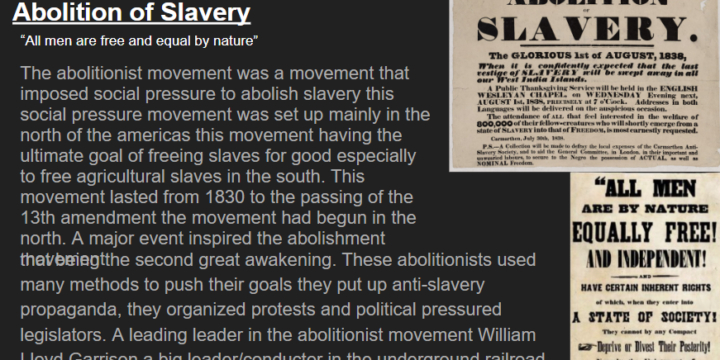 Abolition of Slavery
“All men are free and equal by nature”
The abolitionist movement was a movement that
imposed social pressure to abolish slavery this
social pressure movement was set up mainly in the
north of the americas this movement having the
ultimate goal of freeing slaves for good especially
to free agricultural slaves in the south. This
movement lasted from 1830 to the passing of the
13th amendment the movement had begun in the
north. A major event inspired the abolishment
movement
that being the second great awakening. These abolitionists used
many methods to push their goals they put up anti-slavery
propaganda, they organized protests and political pressured
legislators. A leading leader in the abolitionist movement William
Lloyd Garrison a big leader/conductor in the underground railroad
ABOLITION
OF
SLAVERY.
The GLORIOUS 1st of AUGUST, 1838,
When it is confidently expected that the last
vestige of SLAVERY will be swept away in all
our West India Islands.
A Public Thanksgiving Service will be held in the ENGLISH
WESLEYAN CHAPEL, on WEDNESDAY Evening next,
AUGUST 1st, 1838, PRECISELY at 7 o'Cock. Addresses in both
Languages will be delivered on the auspicious occasion.
The attendance of ALL that feel interested in the welfare of
800,000 of their fellow-creatures who will shortly emerge from a
state of SLAVERY into that of FREEDOM, is most earnestly requested.
Carmarthen, July 30th, 1838.
P.S.—A Collection will be made to defray the local expenses of the Carmarthen Anti-
Slavery Society, and to aid the General Committee, in London, in their important and
unwearied labours, to secure to the Negro the possession of ACTUAL, as well as
NOMINAL Freedom.
“ALL MEN
ARE BY NATURE
EQUALLY FREE!
AND INDEPENDENT!
AND
HAVE CERTAIN INHERENT RIGHTS
of which, when they enter into
A STATE OF SOCIETY!
They cannot by any Compact
Deprive or Divest Their Posterity!